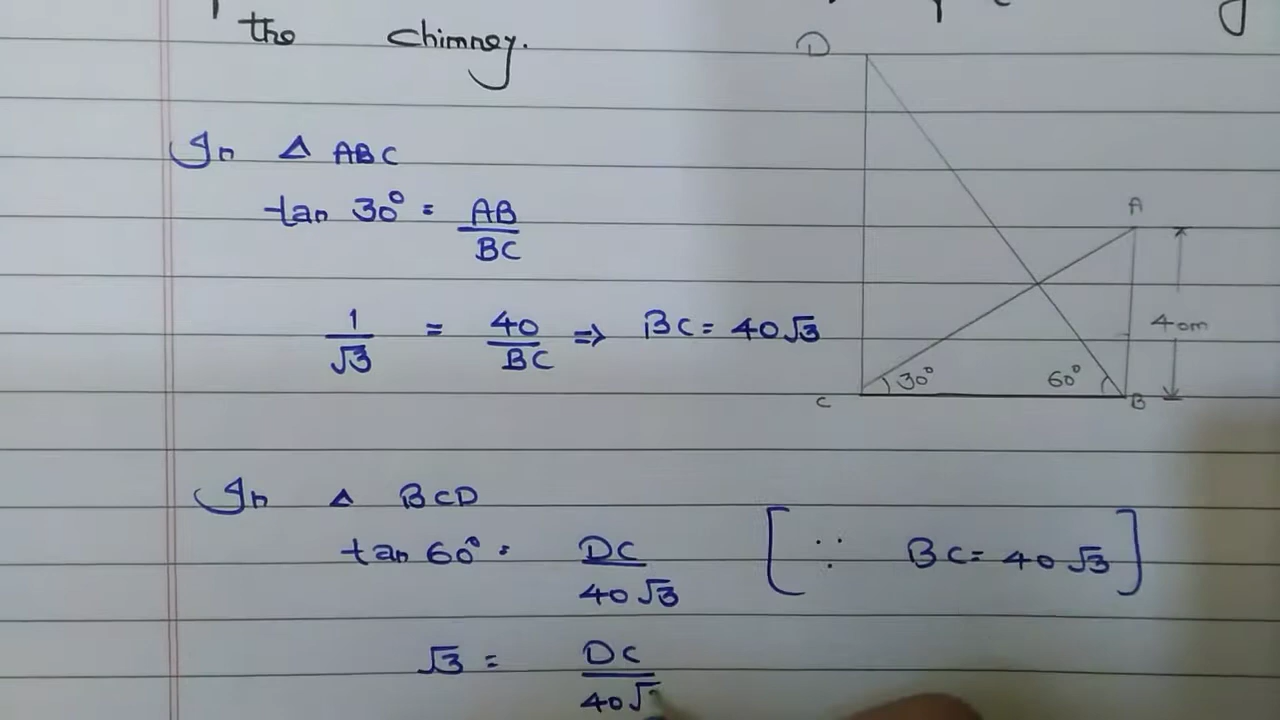 the chimney.
D
In Δ ABC
tan 30° = AB/BC
A
1/√3 = 40/BC ⇒ BC = 40√3
40m
30° 60°
C B
In Δ BCD
tan 60° = DC/40√3 [∵ BC = 40√3]
√3 = DC/40√